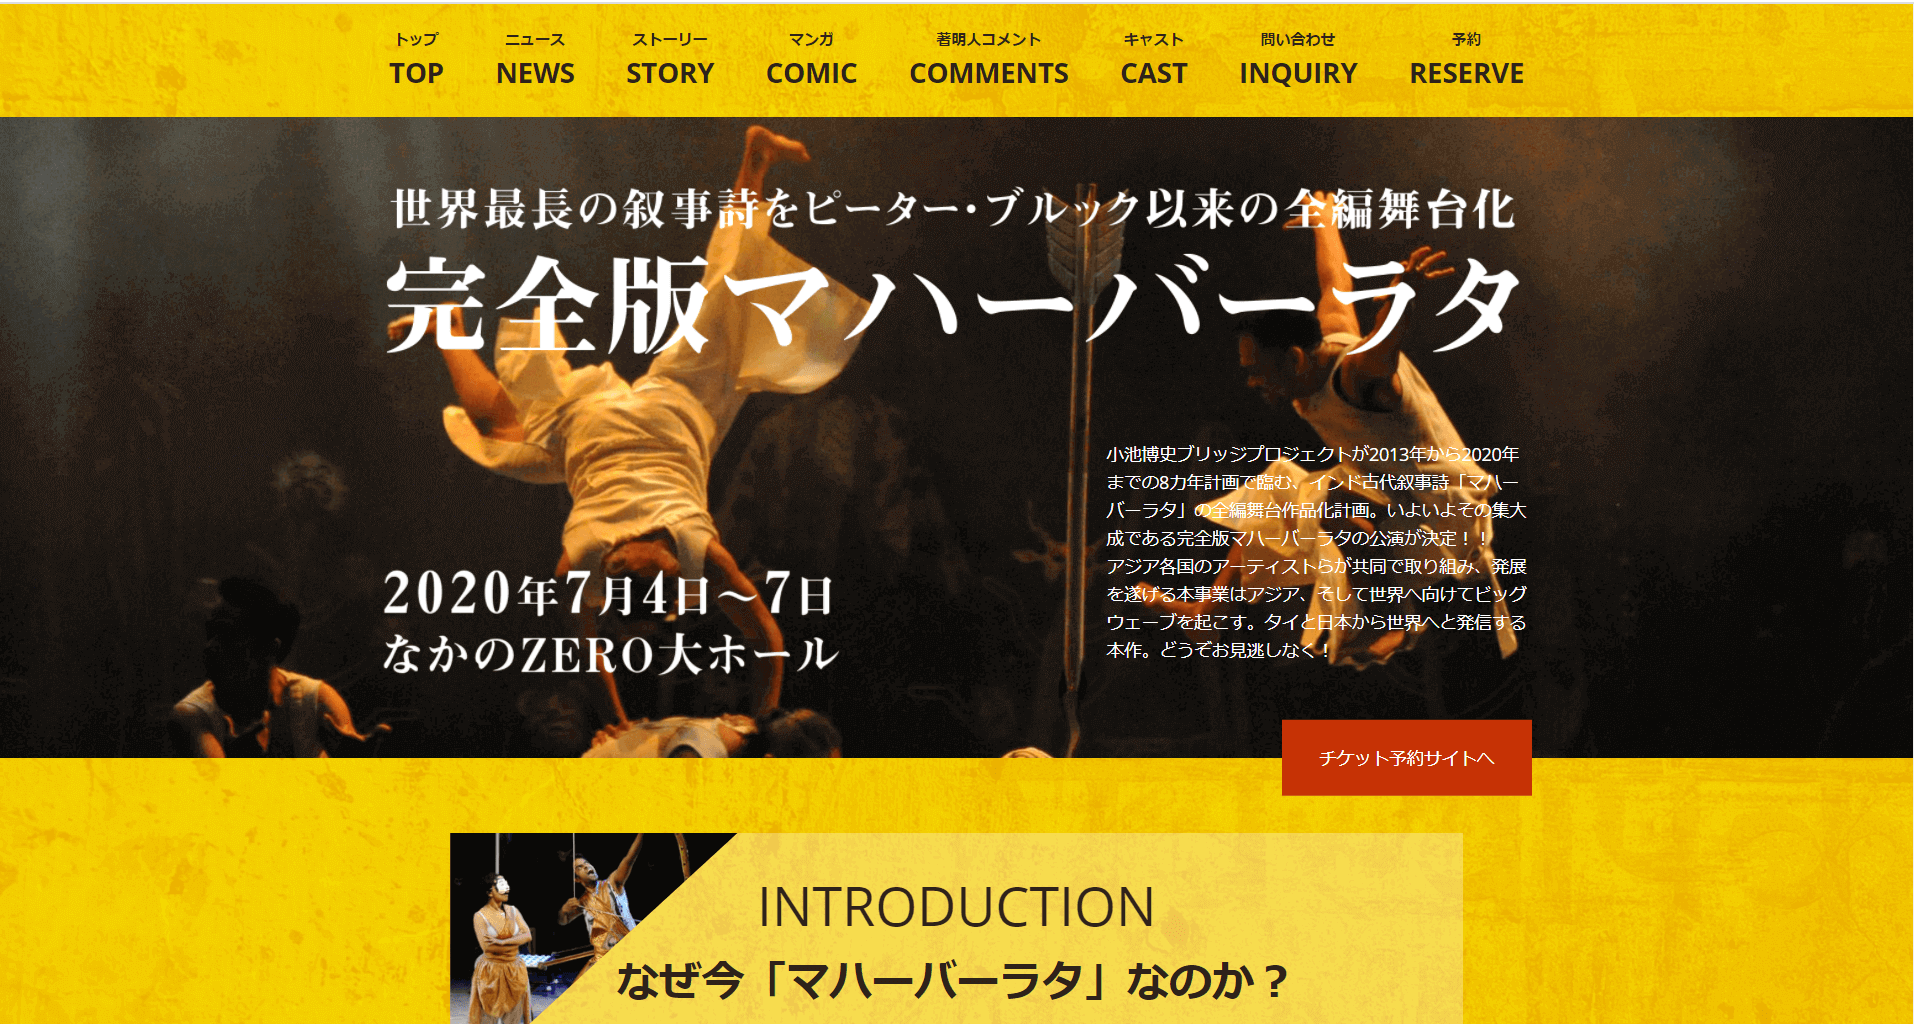 トップ ニュース ストーリー マンガ 著明人コメント キャスト 問い合わせ 予約
TOP NEWS STORY COMIC COMMENTS CAST INQUIRY RESERVE
世界最長の叙事詩をピーター・ブルック以来の全編舞台化
完全版マハーバーラタ
小池博史ブリッジプロジェクトが2013年から2020年
までの8カ年計画で臨む、インド古代叙事詩「マハー
バーラタ」の全編舞台作品化計画。いよいよその集大
成である完全版マハーバーラタの公演が決定！！
アジア各国のアーティストらが共同で取り組み、発展
を遂げる本事業はアジア、そして世界へ向けてビッグ
ウェーブを起こす。タイと日本から世界へと発信する
本作。どうぞお見逃しなく！
2020年7月4日～7日
なかのZERO大ホール
チケット予約サイトへ
INTRODUCTION
なぜ今「マハーバーラタ」なのか？